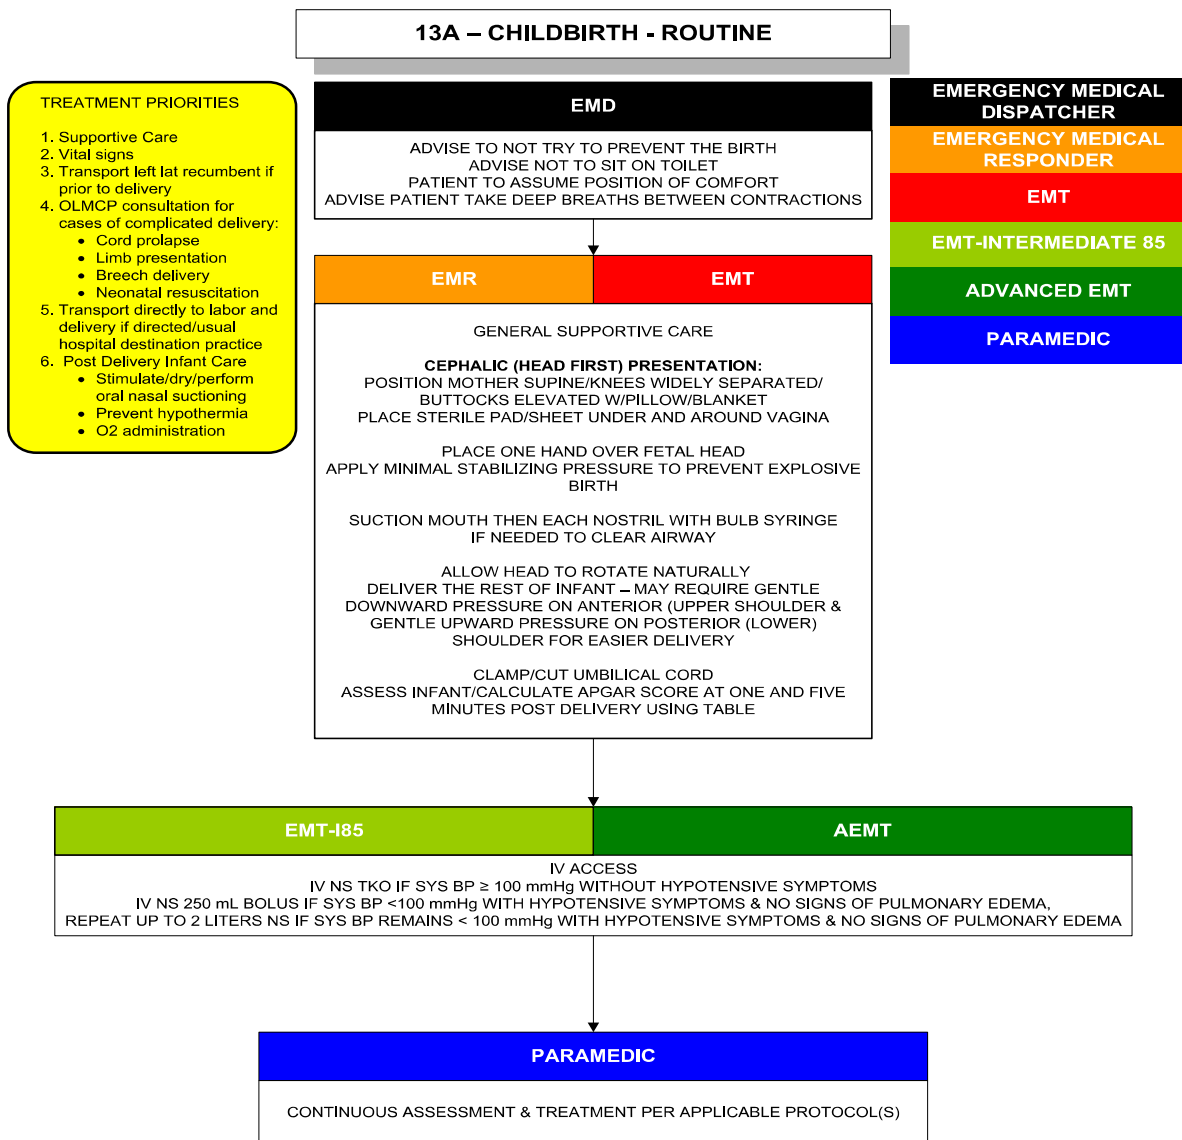 13A – CHILDBIRTH - ROUTINE
TREATMENT PRIORITIES
1. Supportive Care
2. Vital signs
3. Transport left lat recumbent if
prior to delivery
4. OLMCP consultation for
cases of complicated delivery:
• Cord prolapse
• Limb presentation
• Breech delivery
• Neonatal resuscitation
5. Transport directly to labor and
delivery if directed/usual
hospital destination practice
6. Post Delivery Infant Care
• Stimulate/dry/perform
oral nasal suctioning
• Prevent hypothermia
• O2 administration
EMD
ADVISE TO NOT TRY TO PREVENT THE BIRTH
ADVISE NOT TO SIT ON TOILET
PATIENT TO ASSUME POSITION OF COMFORT
ADVISE PATIENT TAKE DEEP BREATHS BETWEEN CONTRACTIONS
EMERGENCY MEDICAL
DISPATCHER
EMERGENCY MEDICAL
RESPONDER
EMT
EMT-INTERMEDIATE 85
ADVANCED EMT
PARAMEDIC
EMR
EMT
GENERAL SUPPORTIVE CARE
CEPHALIC (HEAD FIRST) PRESENTATION:
POSITION MOTHER SUPINE/KNEES WIDELY SEPARATED/
BUTTOCKS ELEVATED W/PILLOW/BLANKET
PLACE STERILE PAD/SHEET UNDER AND AROUND VAGINA
PLACE ONE HAND OVER FETAL HEAD
APPLY MINIMAL STABILIZING PRESSURE TO PREVENT EXPLOSIVE
BIRTH
SUCTION MOUTH THEN EACH NOSTRIL WITH BULB SYRINGE
IF NEEDED TO CLEAR AIRWAY
ALLOW HEAD TO ROTATE NATURALLY
DELIVER THE REST OF INFANT – MAY REQUIRE GENTLE
DOWNWARD PRESSURE ON ANTERIOR (UPPER SHOULDER &
GENTLE UPWARD PRESSURE ON POSTERIOR (LOWER)
SHOULDER FOR EASIER DELIVERY
CLAMP/CUT UMBILICAL CORD
ASSESS INFANT/CALCULATE APGAR SCORE AT ONE AND FIVE
MINUTES POST DELIVERY USING TABLE
EMT-I85
AEMT
IV ACCESS
IV NS TKO IF SYS BP ≥ 100 mmHg WITHOUT HYPOTENSIVE SYMPTOMS
IV NS 250 mL BOLUS IF SYS BP <100 mmHg WITH HYPOTENSIVE SYMPTOMS & NO SIGNS OF PULMONARY EDEMA,
REPEAT UP TO 2 LITERS NS IF SYS BP REMAINS < 100 mmHg WITH HYPOTENSIVE SYMPTOMS & NO SIGNS OF PULMONARY EDEMA
PARAMEDIC
CONTINUOUS ASSESSMENT & TREATMENT PER APPLICABLE PROTOCOL(S)